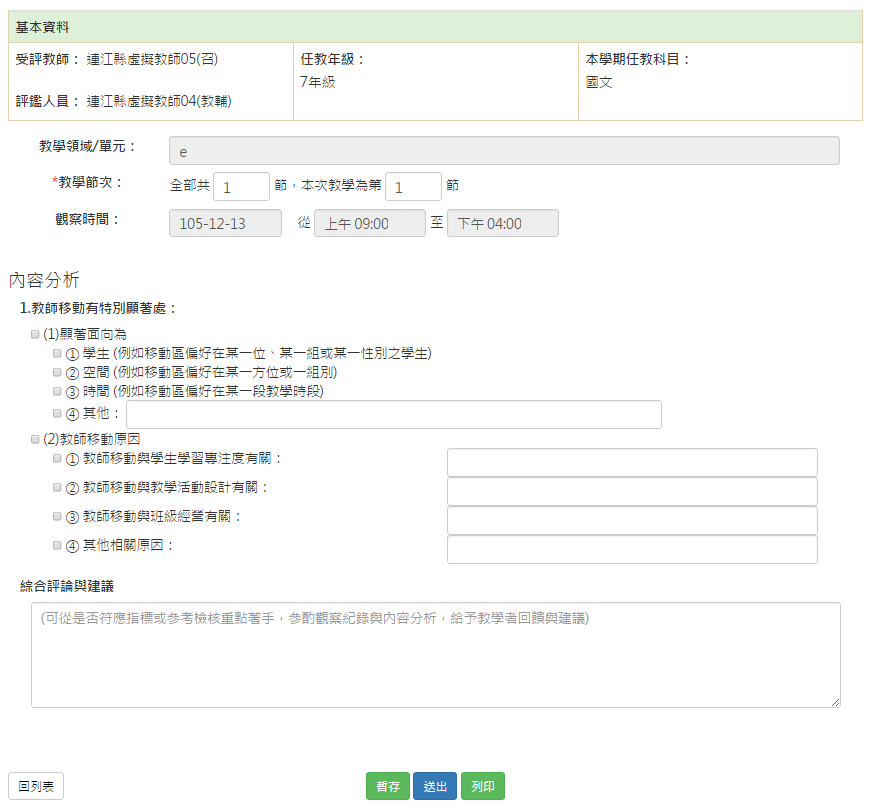 基本資料
受評教師： 連江縣虛擬教師05(召)
評鑑人員： 連江縣虛擬教師04(教輔)
任教年級：
7年級
本學期任教科目：
國文
教學領域/單元： e
*教學節次： 全部共 1 節，本次教學為第 1 節
觀察時間： 105-12-13 從 上午 09:00 至 下午 04:00
內容分析
1.教師移動有特別顯著處：
(1)顯著面向為
① 學生 (例如移動區偏好在某一位、某一組或某一性別之學生)
② 空間 (例如移動區偏好在某一方位或一組別)
③ 時間 (例如移動區偏好在某一段教學時段)
④ 其他：
(2)教師移動原因
① 教師移動與學生學習專注度有關：
② 教師移動與教學活動設計有關：
③ 教師移動與班級經營有關：
④ 其他相關原因：
綜合評論與建議
(可從是否符應指標或參考檢核重點著手，參酌觀察紀錄與內容分析，給予教學者回饋與建議)
回列表 暫存 送出 列印